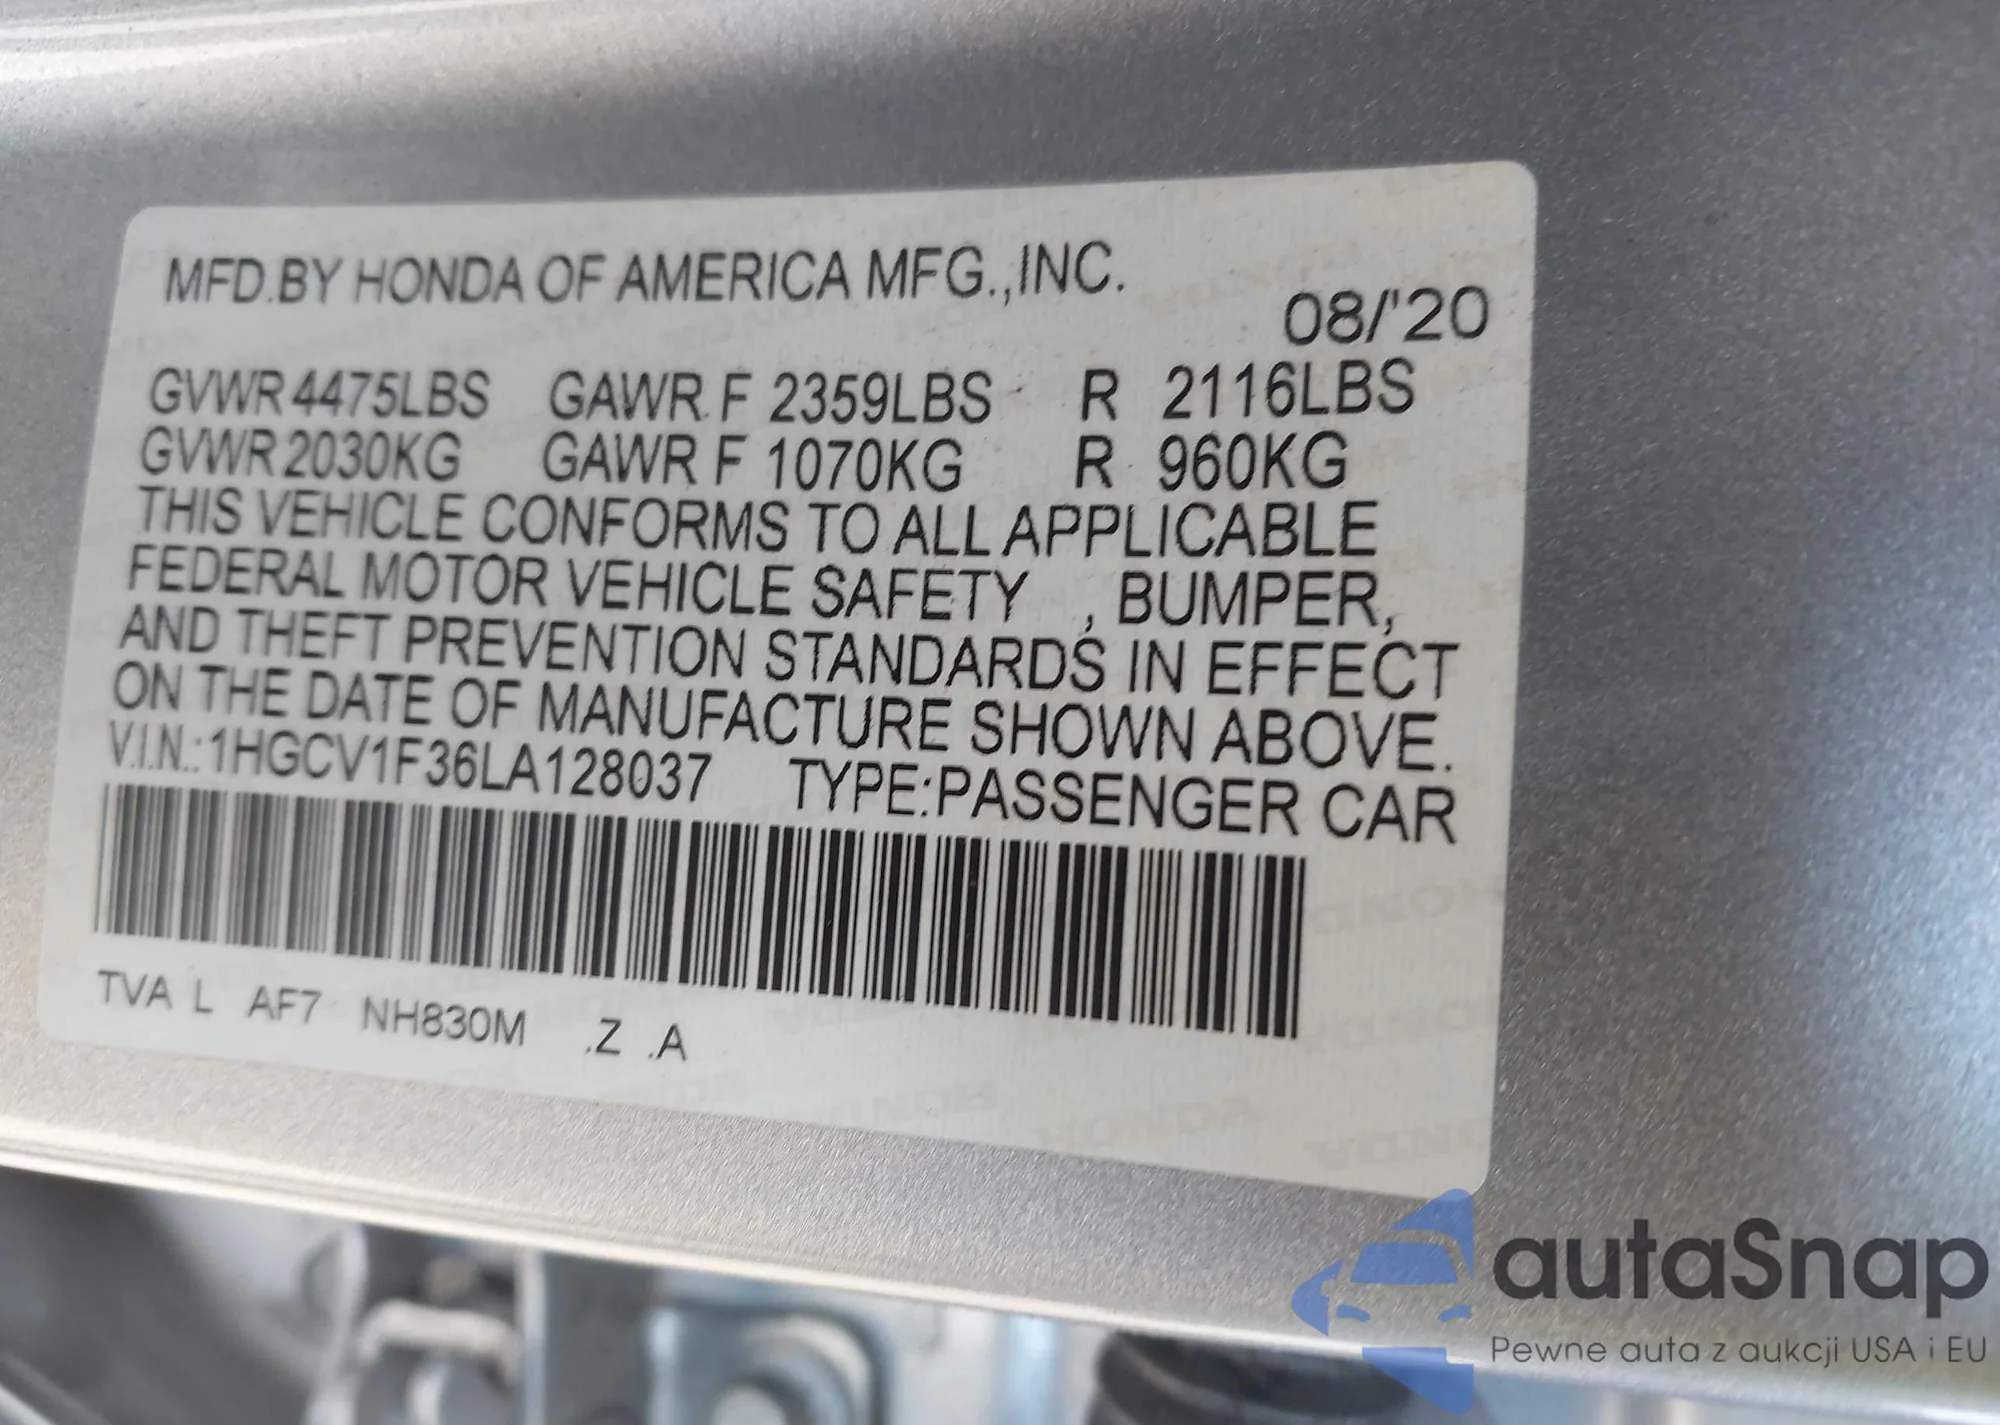 MFD.BY HONDA OF AMERICA MFG.,INC.
08/'20
GVWR 4475LBS GAWR F 2359LBS R 2116LBS
GVWR 2030KG GAWR F 1070KG R 960KG
THIS VEHICLE CONFORMS TO ALL APPLICABLE
FEDERAL MOTOR VEHICLE SAFETY , BUMPER,
AND THEFT PREVENTION STANDARDS IN EFFECT
ON THE DATE OF MANUFACTURE SHOWN ABOVE.
V.I.N.:1HGCV1F36LA128037 TYPE:PASSENGER CAR
TVA L AF7 NH830M .Z .A
autaSnap
Pewne auta z aukcji USA i EU